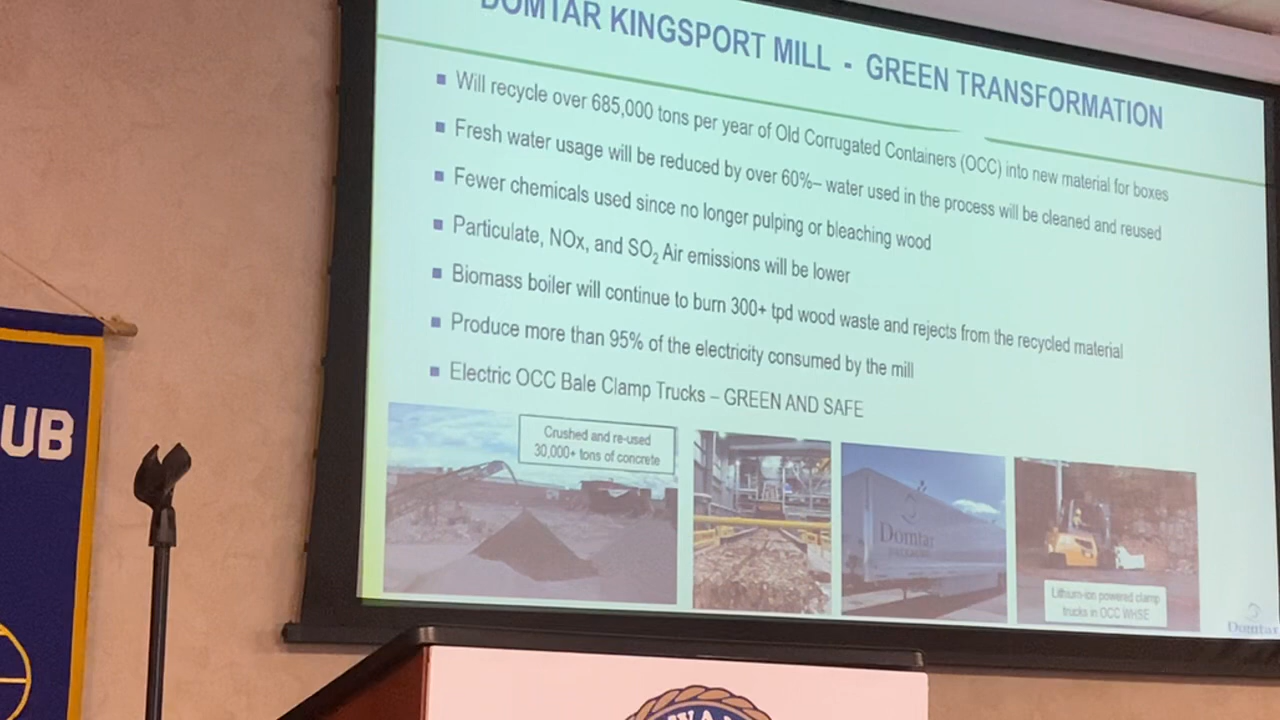 DOMTAR KINGSPORT MILL - GREEN TRANSFORMATION
Will recycle over 685,000 tons per year of Old Corrugated Containers (OCC) into new material for boxes
Fresh water usage will be reduced by over 60%– water used in the process will be cleaned and reused
Fewer chemicals used since no longer pulping or bleaching wood
Particulate, NOx, and SO₂ Air emissions will be lower
Biomass boiler will continue to burn 300+ tpd wood waste and rejects from the recycled material
Produce more than 95% of the electricity consumed by the mill
Electric OCC Bale Clamp Trucks – GREEN AND SAFE
Crushed and re-used
30,000+ tons of concrete
Domtar
Lithium-ion powered clamp
trucks in OCC WHSE
Domtar
UB